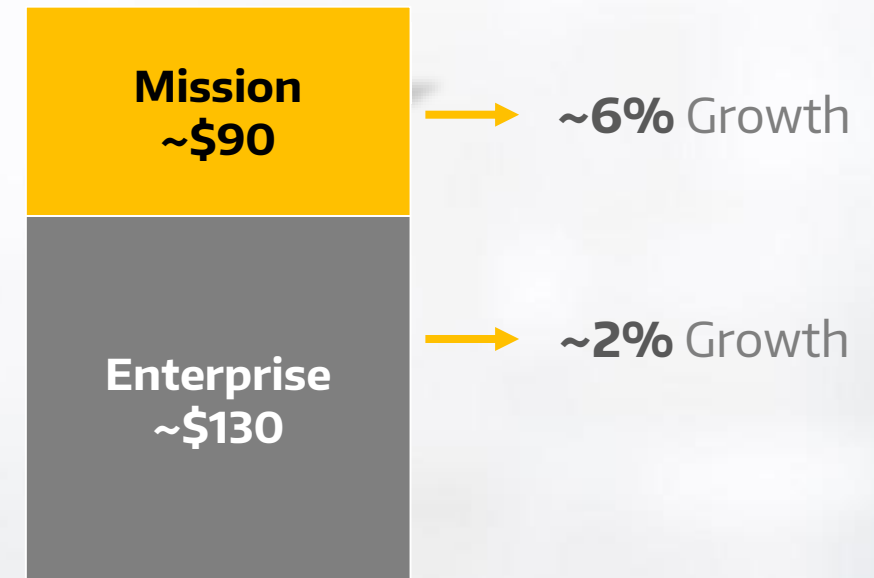 Mission
~$90
~6% Growth
~2% Growth
Enterprise
~$130